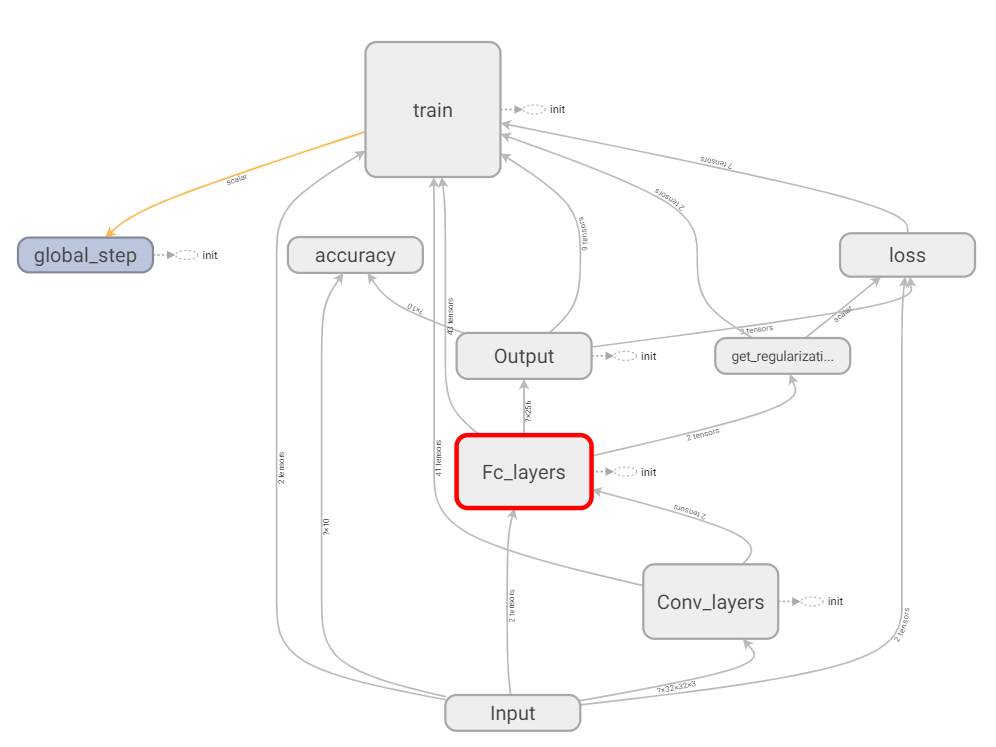 train
init
7 tensors
scalar
2 tensors
9 tensors
global_step
init
accuracy
loss
?×10
43 tensors
scalar
3 tensors
Output
init
get_regularizati...
?×256
2 tensors
41 tensors
2 tensors
Fc_layers
init
2 tensors
?×10
2 tensors
Conv_layers
init
2 tensors
?×32×32×3
Input